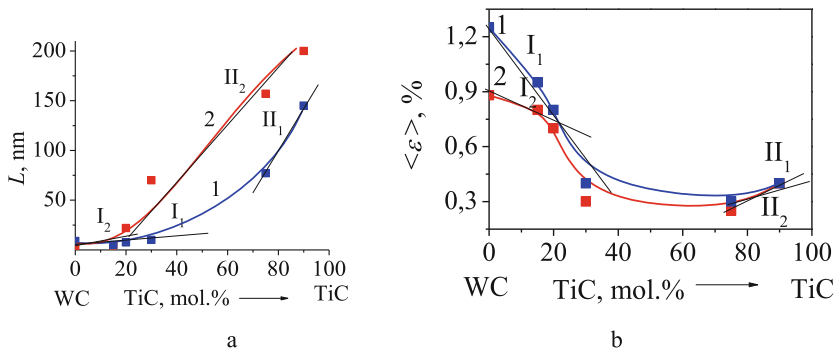 200
150
100
50
0
L, nm
II₂
2
II₁
1
I₂
I₁
0 20 40 60 80 100
WC TiC, mol.% → TiC
a
1,2
0,9
0,6
0,3
<ε>, %
1
I₁
2
I₂
II₁
II₂
0 20 40 60 80 100
WC TiC, mol.% → TiC
b